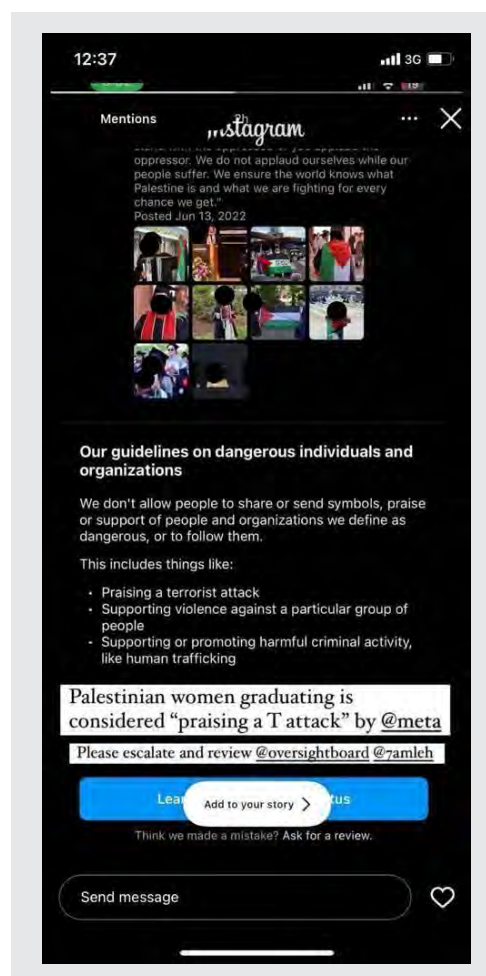 12:37
3G
Mentions
2h
Instagram
oppressor. We do not applaud ourselves while our
people suffer. We ensure the world knows what
Palestine is and what we are fighting for every
chance we get."
Posted Jun 13, 2022
Our guidelines on dangerous individuals and
organizations
We don't allow people to share or send symbols, praise
or support of people and organizations we define as
dangerous, or to follow them.
This includes things like:
• Praising a terrorist attack
• Supporting violence against a particular group of
people
• Supporting or promoting harmful criminal activity,
like human trafficking
Palestinian women graduating is
considered “praising a T attack” by @meta
Please escalate and review @oversightboard @7amleh
Add to your story >
Think we made a mistake? Ask for a review.
Send message